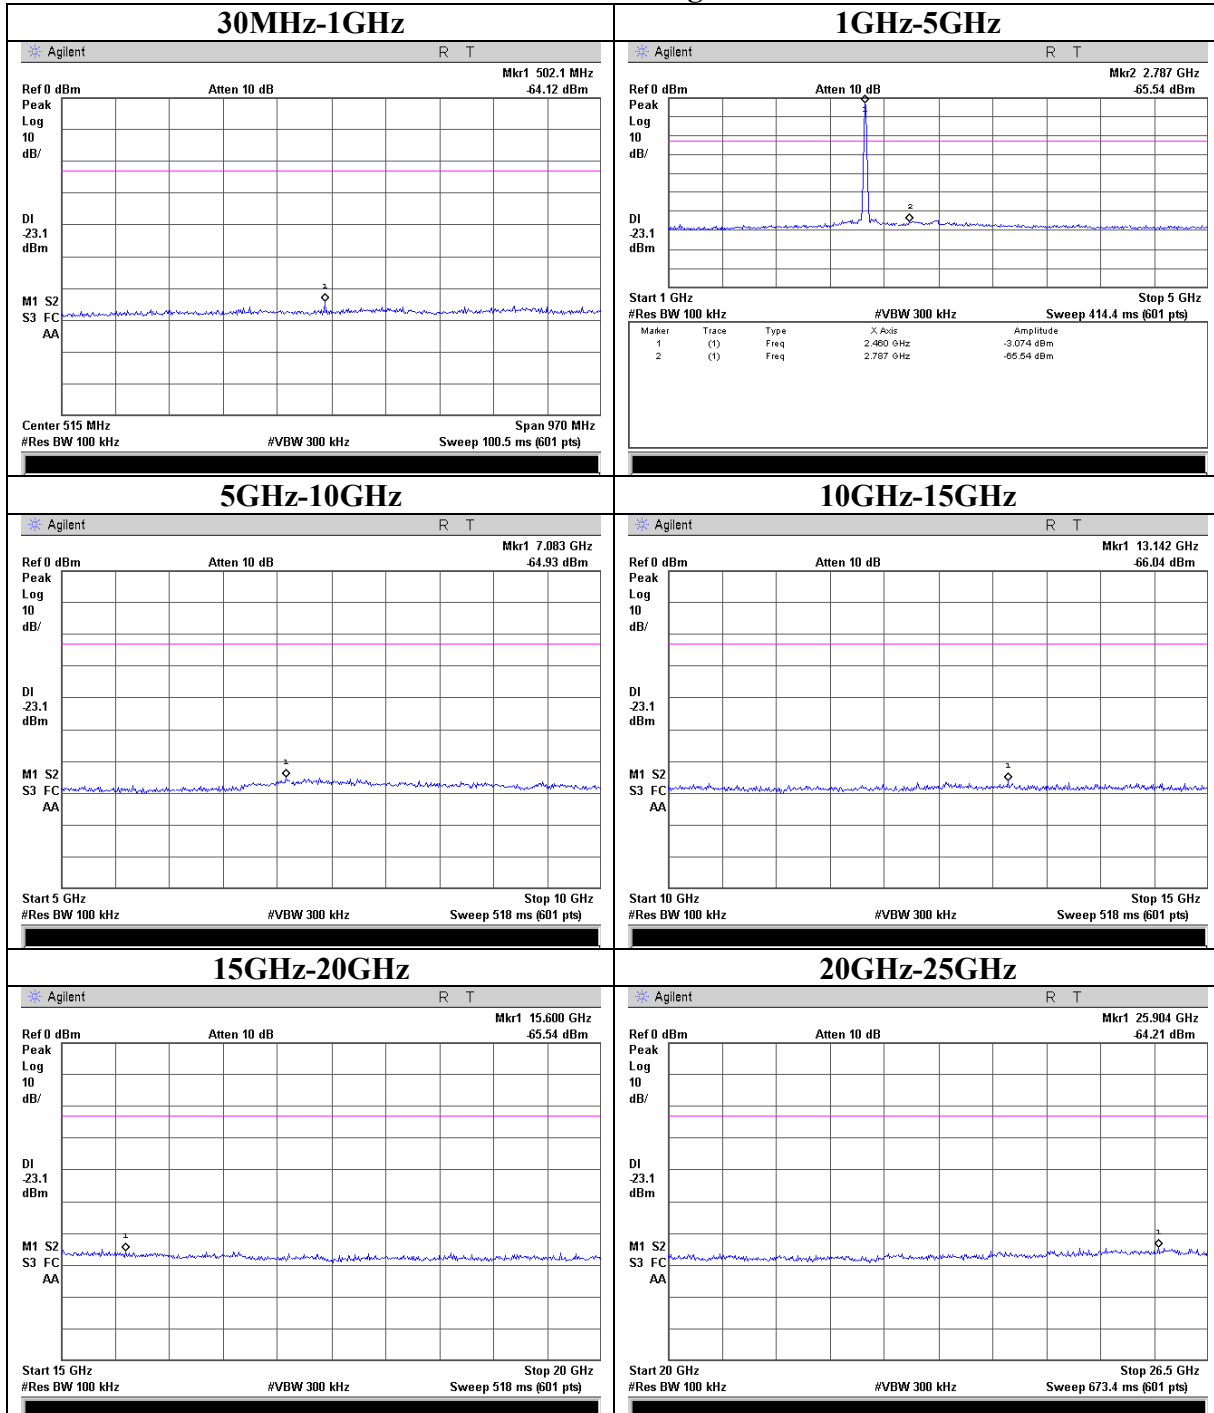 30MHz-1GHz
Agilent R T
Mkr1 502.1 MHz
Ref 0 dBm Atten 10 dB -64.12 dBm
Peak
Log
10
dB/
1
DI
-23.1
dBm
M1 S2
S3 FC
AA
Center 515 MHz Span 970 MHz
#Res BW 100 kHz #VBW 300 kHz Sweep 100.5 ms (601 pts)
1GHz-5GHz
Agilent R T
Mkr2 2.787 GHz
Ref 0 dBm Atten 10 dB -65.54 dBm
Peak
Log
10
dB/
1
2
DI
-23.1
dBm
Start 1 GHz Stop 5 GHz
#Res BW 100 kHz #VBW 300 kHz Sweep 414.4 ms (601 pts)
Marker Trace Type X Axis Amplitude
1 (1) Freq 2.460 GHz -3.074 dBm
2 (1) Freq 2.787 GHz -65.54 dBm
5GHz-10GHz
Agilent R T
Mkr1 7.083 GHz
Ref 0 dBm Atten 10 dB -64.93 dBm
Peak
Log
10
dB/
DI
-23.1
dBm
1
M1 S2
S3 FC
AA
Start 5 GHz Stop 10 GHz
#Res BW 100 kHz #VBW 300 kHz Sweep 518 ms (601 pts)
10GHz-15GHz
Agilent R T
Mkr1 13.142 GHz
Ref 0 dBm Atten 10 dB -66.04 dBm
Peak
Log
10
dB/
DI
-23.1
dBm
1
M1 S2
S3 FC
AA
Start 10 GHz Stop 15 GHz
#Res BW 100 kHz #VBW 300 kHz Sweep 518 ms (601 pts)
15GHz-20GHz
Agilent R T
Mkr1 15.600 GHz
Ref 0 dBm Atten 10 dB -65.54 dBm
Peak
Log
10
dB/
DI
-23.1
dBm
1
M1 S2
S3 FC
AA
Start 15 GHz Stop 20 GHz
#Res BW 100 kHz #VBW 300 kHz Sweep 518 ms (601 pts)
20GHz-25GHz
Agilent R T
Mkr1 25.904 GHz
Ref 0 dBm Atten 10 dB -64.21 dBm
Peak
Log
10
dB/
DI
-23.1
dBm
1
M1 S2
S3 FC
AA
Start 20 GHz Stop 26.5 GHz
#Res BW 100 kHz #VBW 300 kHz Sweep 673.4 ms (601 pts)